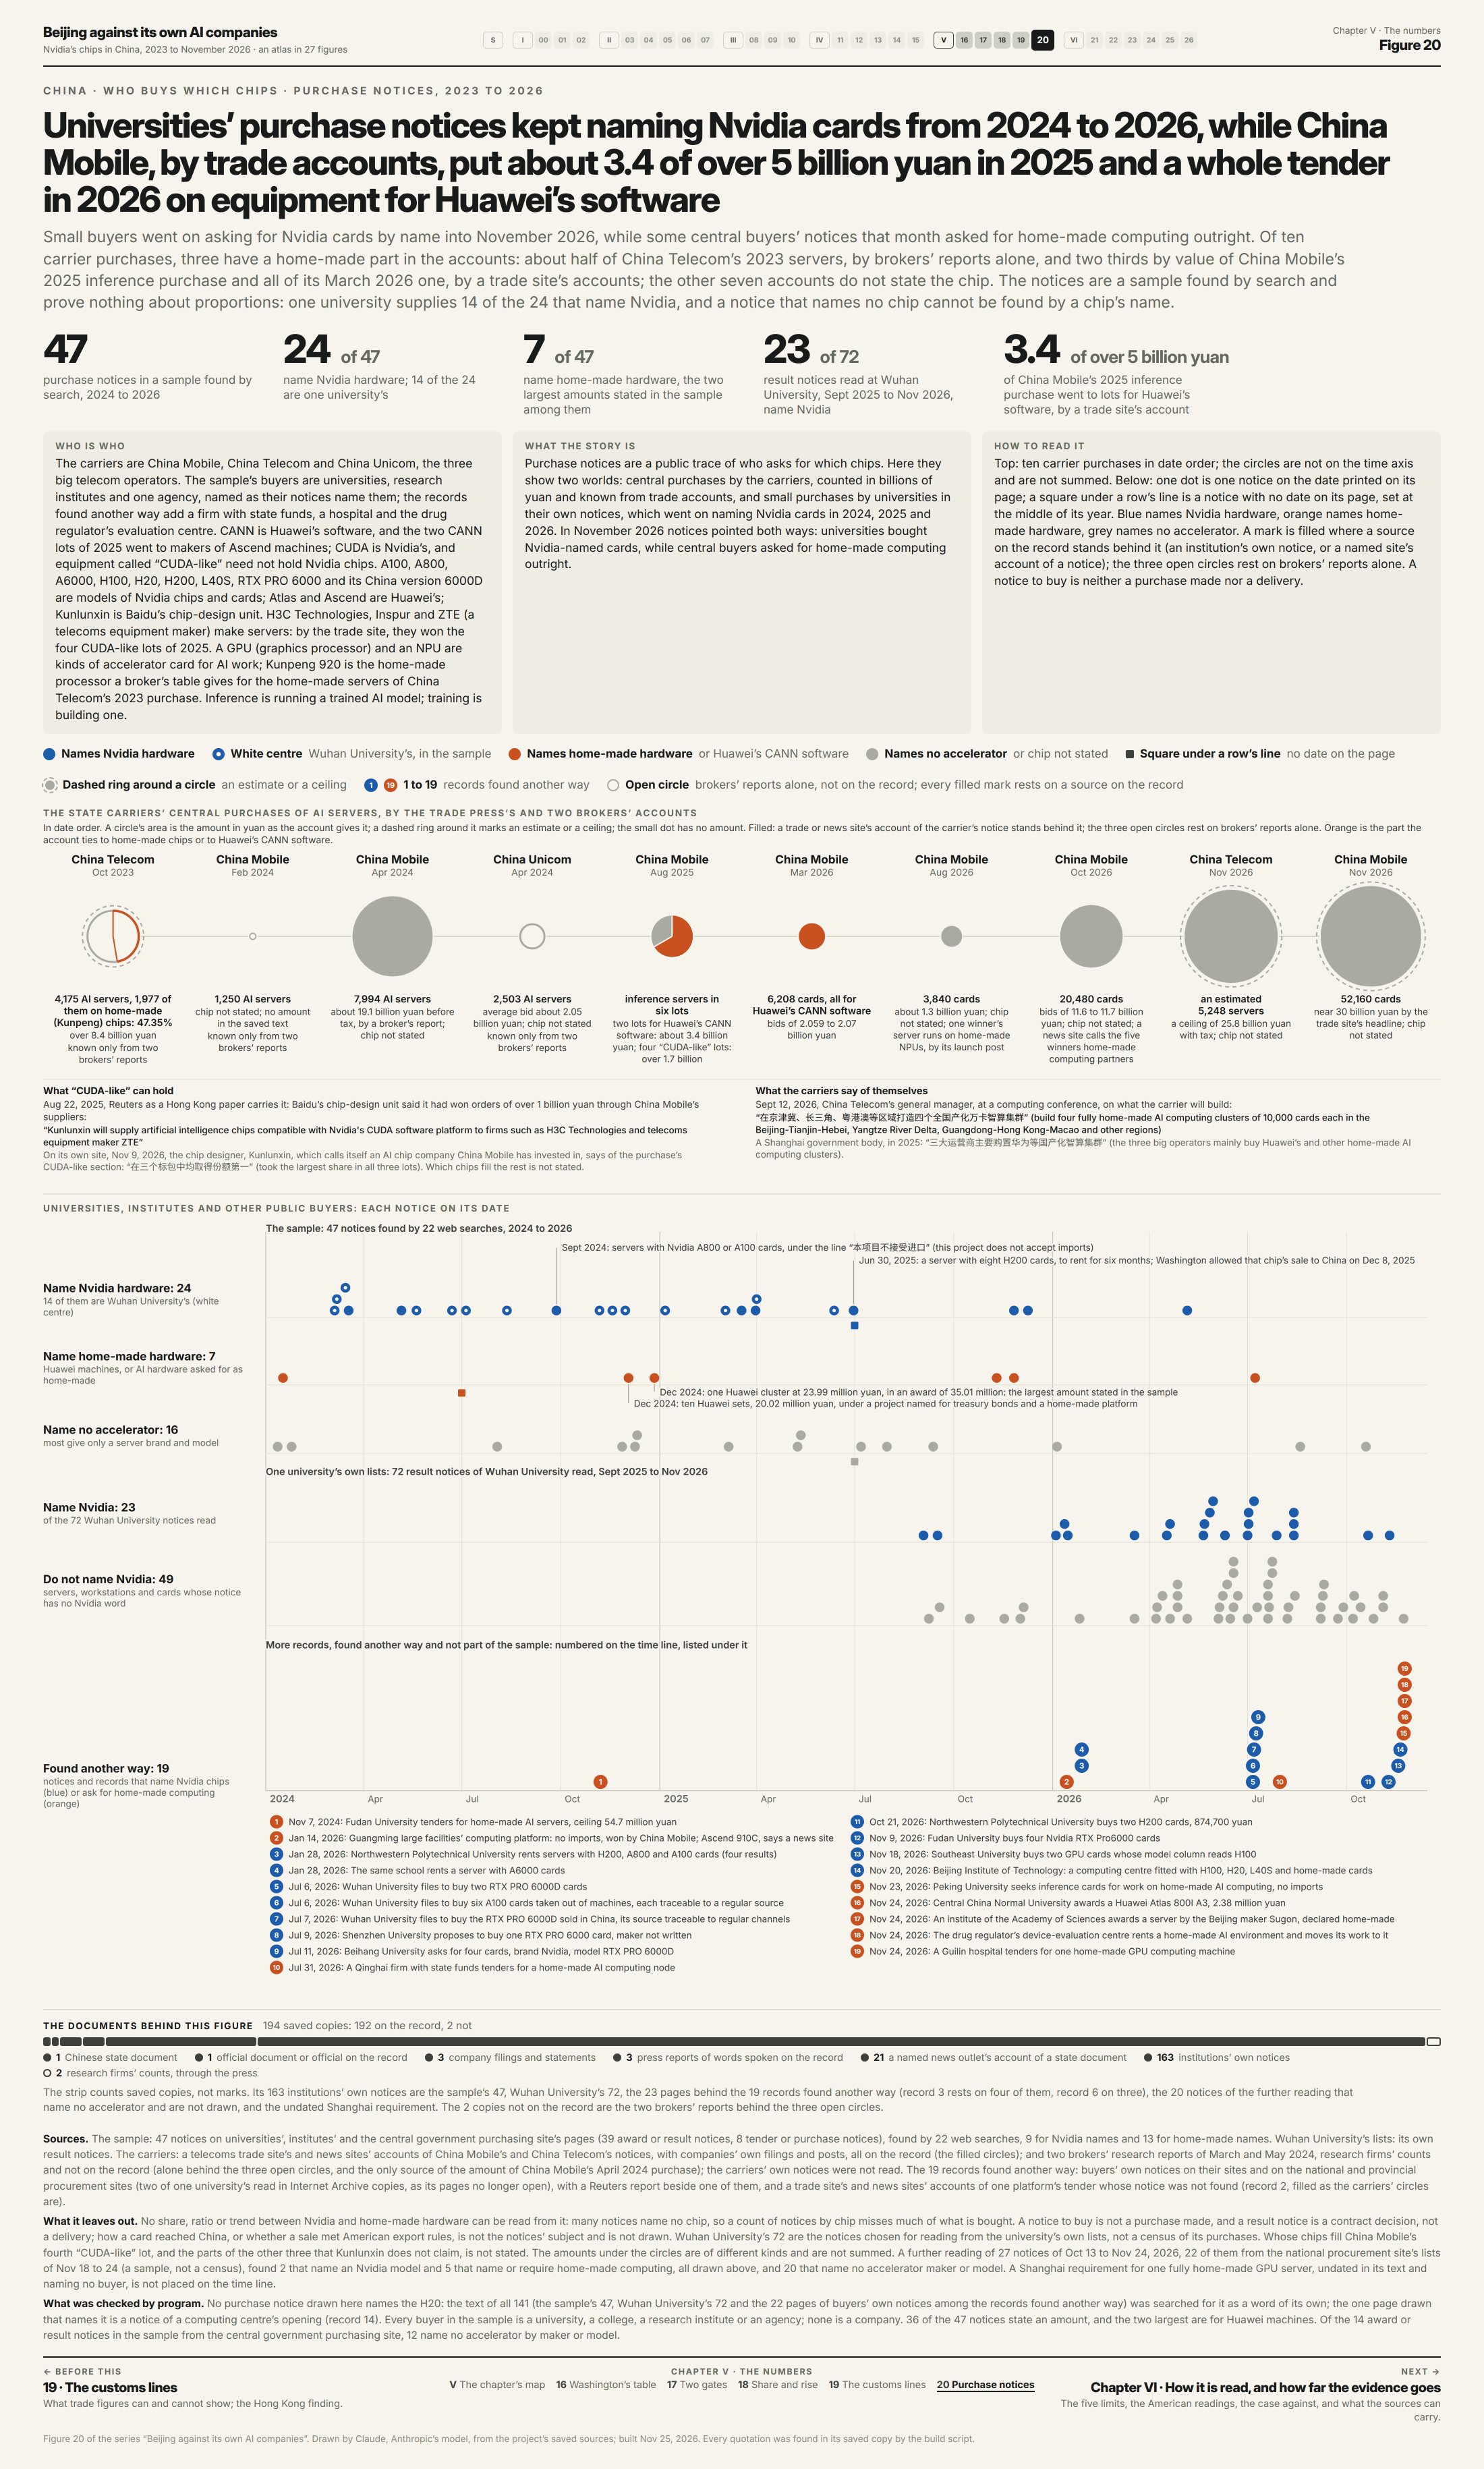 Beijing against its own AI companies
Nvidia's chips in China, 2023 to November 2026 · an atlas in 27 figures
S I 00 01 02 II 03 04 05 06 07 III 08 09 10 IV 11 12 13 14 15 V 16 17 18 19 20 VI 21 22 23 24 25 26
Chapter V · The numbers
Figure 20
CHINA · WHO BUYS WHICH CHIPS · PURCHASE NOTICES, 2023 TO 2026
Universities' purchase notices kept naming Nvidia cards from 2024 to 2026, while China
Mobile, by trade accounts, put about 3.4 of over 5 billion yuan in 2025 and a whole tender
in 2026 on equipment for Huawei's software
Small buyers went on asking for Nvidia cards by name into November 2026, while some central buyers' notices that month asked for home-made computing outright. Of ten
carrier purchases, three have a home-made part in the accounts: about half of China Telecom's 2023 servers, by brokers' reports alone, and two thirds by value of China Mobile's
2025 inference purchase and all of its March 2026 one, by a trade site's accounts; the other seven accounts do not state the chip. The notices are a sample found by search and
prove nothing about proportions: one university supplies 14 of the 24 that name Nvidia, and a notice that names no chip cannot be found by a chip's name.
47
purchase notices in a sample found by
search, 2024 to 2026
24 of 47
name Nvidia hardware; 14 of the 24
are one university's
7 of 47
name home-made hardware, the two
largest amounts stated in the sample
among them
23 of 72
result notices read at Wuhan
University, Sept 2025 to Nov 2026,
name Nvidia
3.4 of over 5 billion yuan
of China Mobile's 2025 inference
purchase went to lots for Huawei's
software, by a trade site's account
WHO IS WHO
The carriers are China Mobile, China Telecom and China Unicom, the three
big telecom operators. The sample's buyers are universities, research
institutes and one agency, named as their notices name them; the records
found another way add a firm with state funds, a hospital and the drug
regulator's evaluation centre. CANN is Huawei's software, and the two CANN
lots of 2025 went to makers of Ascend machines; CUDA is Nvidia's, and
equipment called “CUDA-like” need not hold Nvidia chips. A100, A800,
A6000, H100, H20, H200, L40S, RTX PRO 6000 and its China version 6000D
are models of Nvidia chips and cards; Atlas and Ascend are Huawei's;
Kunlunxin is Baidu's chip-design unit. H3C Technologies, Inspur and ZTE (a
telecoms equipment maker) make servers: by the trade site, they won the
four CUDA-like lots of 2025. A GPU (graphics processor) and an NPU are
kinds of accelerator card for AI work; Kunpeng 920 is the home-made
processor a broker's table gives for the home-made servers of China
Telecom's 2023 purchase. Inference is running a trained AI model; training is
building one.
WHAT THE STORY IS
Purchase notices are a public trace of who asks for which chips. Here they
show two worlds: central purchases by the carriers, counted in billions of
yuan and known from trade accounts, and small purchases by universities in
their own notices, which went on naming Nvidia cards in 2024, 2025 and
2026. In November 2026 notices pointed both ways: universities bought
Nvidia-named cards, while central buyers asked for home-made computing
outright.
HOW TO READ IT
Top: ten carrier purchases in date order; the circles are not on the time axis
and are not summed. Below: one dot is one notice on the date printed on its
page; a square under a row's line is a notice with no date on its page, set at
the middle of its year. Blue names Nvidia hardware, orange names home-
made hardware, grey names no accelerator. A mark is filled where a source
on the record stands behind it (an institution's own notice, or a named site's
account of a notice); the three open circles rest on brokers' reports alone. A
notice to buy is neither a purchase made nor a delivery.
Names Nvidia hardware White centre Wuhan University's, in the sample Names home-made hardware or Huawei's CANN software Names no accelerator or chip not stated Square under a row's line no date on the page
Dashed ring around a circle an estimate or a ceiling 1 19 1 to 19 records found another way Open circle brokers' reports alone, not on the record; every filled mark rests on a source on the record
THE STATE CARRIERS' CENTRAL PURCHASES OF AI SERVERS, BY THE TRADE PRESS'S AND TWO BROKERS' ACCOUNTS
In date order. A circle's area is the amount in yuan as the account gives it; a dashed ring around it marks an estimate or a ceiling; the small dot has no amount. Filled: a trade or news site's account of the carrier's notice stands behind it; the three open circles rest on brokers' reports alone. Orange is the part the
account ties to home-made chips or to Huawei's CANN software.
China Telecom
Oct 2023
4,175 AI servers, 1,977 of
them on home-made
(Kunpeng) chips: 47.35%
over 8.4 billion yuan
known only from two
brokers' reports
China Mobile
Feb 2024
1,250 AI servers
chip not stated; no amount
in the saved text
known only from two
brokers' reports
China Mobile
Apr 2024
7,994 AI servers
about 19.1 billion yuan before
tax, by a broker's report;
chip not stated
China Unicom
Apr 2024
2,503 AI servers
average bid about 2.05
billion yuan; chip not stated
known only from two
brokers' reports
China Mobile
Aug 2025
inference servers in
six lots
two lots for Huawei's CANN
software: about 3.4 billion
yuan; four “CUDA-like” lots:
over 1.7 billion
China Mobile
Mar 2026
6,208 cards, all for
Huawei's CANN software
bids of 2.059 to 2.07
billion yuan
China Mobile
Aug 2026
3,840 cards
about 1.3 billion yuan; chip
not stated; one winner's
server runs on home-made
NPUs, by its launch post
China Mobile
Oct 2026
20,480 cards
bids of 11.6 to 11.7 billion
yuan; chip not stated; a
news site calls the five
winners home-made
computing partners
China Telecom
Nov 2026
an estimated
5,248 servers
a ceiling of 25.8 billion yuan
with tax; chip not stated
China Mobile
Nov 2026
52,160 cards
near 30 billion yuan by the
trade site's headline; chip
not stated
What “CUDA-like” can hold
Aug 22, 2025, Reuters as a Hong Kong paper carries it: Baidu's chip-design unit said it had won orders of over 1 billion yuan through China Mobile's
suppliers:
“Kunlunxin will supply artificial intelligence chips compatible with Nvidia's CUDA software platform to firms such as H3C Technologies and telecoms
equipment maker ZTE”
On its own site, Nov 9, 2026, the chip designer, Kunlunxin, which calls itself an AI chip company China Mobile has invested in, says of the purchase's
CUDA-like section: “在三个标包中均取得份额第一” (took the largest share in all three lots). Which chips fill the rest is not stated.
What the carriers say of themselves
Sept 12, 2026, China Telecom's general manager, at a computing conference, on what the carrier will build:
“在京津冀、长三角、粤港澳等区域打造四个全国产化万卡智算集群” (build four fully home-made AI computing clusters of 10,000 cards each in the
Beijing-Tianjin-Hebei, Yangtze River Delta, Guangdong-Hong Kong-Macao and other regions)
A Shanghai government body, in 2025: “三大运营商主要购置华为等国产化智算集群” (the three big operators mainly buy Huawei's and other home-made AI
computing clusters).
UNIVERSITIES, INSTITUTES AND OTHER PUBLIC BUYERS: EACH NOTICE ON ITS DATE
The sample: 47 notices found by 22 web searches, 2024 to 2026
Sept 2024: servers with Nvidia A800 or A100 cards, under the line “本项目不接受进口” (this project does not accept imports)
Jun 30, 2025: a server with eight H200 cards, to rent for six months; Washington allowed that chip's sale to China on Dec 8, 2025
Name Nvidia hardware: 24
14 of them are Wuhan University's (white
centre)
Name home-made hardware: 7
Huawei machines, or AI hardware asked for as
home-made
Dec 2024: one Huawei cluster at 23.99 million yuan, in an award of 35.01 million: the largest amount stated in the sample
Dec 2024: ten Huawei sets, 20.02 million yuan, under a project named for treasury bonds and a home-made platform
Name no accelerator: 16
most give only a server brand and model
One university's own lists: 72 result notices of Wuhan University read, Sept 2025 to Nov 2026
Name Nvidia: 23
of the 72 Wuhan University notices read
Do not name Nvidia: 49
servers, workstations and cards whose notice
has no Nvidia word
More records, found another way and not part of the sample: numbered on the time line, listed under it
19
18
17
16
9 15
8 14
4 7 13
3 6
1 2 5 10 11 12
Found another way: 19
notices and records that name Nvidia chips
(blue) or ask for home-made computing
(orange)
2024 Apr Jul Oct 2025 Apr Jul Oct 2026 Apr Jul Oct
1 Nov 7, 2024: Fudan University tenders for home-made AI servers, ceiling 54.7 million yuan
2 Jan 14, 2026: Guangming large facilities' computing platform: no imports, won by China Mobile; Ascend 910C, says a news site
3 Jan 28, 2026: Northwestern Polytechnical University rents servers with H200, A800 and A100 cards (four results)
4 Jan 28, 2026: The same school rents a server with A6000 cards
5 Jul 6, 2026: Wuhan University files to buy two RTX PRO 6000D cards
6 Jul 6, 2026: Wuhan University files to buy six A100 cards taken out of machines, each traceable to a regular source
7 Jul 7, 2026: Wuhan University files to buy the RTX PRO 6000D sold in China, its source traceable to regular channels
8 Jul 9, 2026: Shenzhen University proposes to buy one RTX PRO 6000 card, maker not written
9 Jul 11, 2026: Beihang University asks for four cards, brand Nvidia, model RTX PRO 6000D
10 Jul 31, 2026: A Qinghai firm with state funds tenders for a home-made AI computing node
11 Oct 21, 2026: Northwestern Polytechnical University buys two H200 cards, 874,700 yuan
12 Nov 9, 2026: Fudan University buys four Nvidia RTX Pro6000 cards
13 Nov 18, 2026: Southeast University buys two GPU cards whose model column reads H100
14 Nov 20, 2026: Beijing Institute of Technology: a computing centre fitted with H100, H20, L40S and home-made cards
15 Nov 23, 2026: Peking University seeks inference cards for work on home-made AI computing, no imports
16 Nov 24, 2026: Central China Normal University awards a Huawei Atlas 800I A3, 2.38 million yuan
17 Nov 24, 2026: An institute of the Academy of Sciences awards a server by the Beijing maker Sugon, declared home-made
18 Nov 24, 2026: The drug regulator's device-evaluation centre rents a home-made AI environment and moves its work to it
19 Nov 24, 2026: A Guilin hospital tenders for one home-made GPU computing machine
THE DOCUMENTS BEHIND THIS FIGURE 194 saved copies: 192 on the record, 2 not
1 Chinese state document 1 official document or official on the record 3 company filings and statements 3 press reports of words spoken on the record 21 a named news outlet's account of a state document 163 institutions' own notices
2 research firms' counts, through the press
The strip counts saved copies, not marks. Its 163 institutions' own notices are the sample's 47, Wuhan University's 72, the 23 pages behind the 19 records found another way (record 3 rests on four of them, record 6 on three), the 20 notices of the further reading that
name no accelerator and are not drawn, and the undated Shanghai requirement. The 2 copies not on the record are the two brokers' reports behind the three open circles.
Sources. The sample: 47 notices on universities', institutes' and the central government purchasing site's pages (39 award or result notices, 8 tender or purchase notices), found by 22 web searches, 9 for Nvidia names and 13 for home-made names. Wuhan University's lists: its own
result notices. The carriers: a telecoms trade site's and news sites' accounts of China Mobile's and China Telecom's notices, with companies' own filings and posts, all on the record (the filled circles); and two brokers' research reports of March and May 2024, research firms' counts
and not on the record (alone behind the three open circles, and the only source of the amount of China Mobile's April 2024 purchase); the carriers' own notices were not read. The 19 records found another way: buyers' own notices on their sites and on the national and provincial
procurement sites (two of one university's read in Internet Archive copies, as its pages no longer open), with a Reuters report beside one of them, and a trade site's and news sites' accounts of one platform's tender whose notice was not found (record 2, filled as the carriers' circles
are).
What it leaves out. No share, ratio or trend between Nvidia and home-made hardware can be read from it: many notices name no chip, so a count of notices by chip misses much of what is bought. A notice to buy is not a purchase made, and a result notice is a contract decision, not
a delivery; how a card reached China, or whether a sale met American export rules, is not the notices' subject and is not drawn. Wuhan University's 72 are the notices chosen for reading from the university's own lists, not a census of its purchases. Whose chips fill China Mobile's
fourth “CUDA-like” lot, and the parts of the other three that Kunlunxin does not claim, is not stated. The amounts under the circles are of different kinds and are not summed. A further reading of 27 notices of Oct 13 to Nov 24, 2026, 22 of them from the national procurement site's lists
of Nov 18 to 24 (a sample, not a census), found 2 that name an Nvidia model and 5 that name or require home-made computing, all drawn above, and 20 that name no accelerator maker or model. A Shanghai requirement for one fully home-made GPU server, undated in its text and
naming no buyer, is not placed on the time line.
What was checked by program. No purchase notice drawn here names the H20: the text of all 141 (the sample's 47, Wuhan University's 72 and the 22 pages of buyers' own notices among the records found another way) was searched for it as a word of its own; the one page drawn
that names it is a notice of a computing centre's opening (record 14). Every buyer in the sample is a university, a college, a research institute or an agency; none is a company. 36 of the 47 notices state an amount, and the two largest are for Huawei machines. Of the 14 award or
result notices in the sample from the central government purchasing site, 12 name no accelerator by maker or model.
← BEFORE THIS
19 · The customs lines
What trade figures can and cannot show; the Hong Kong finding.
CHAPTER V · THE NUMBERS
V The chapter's map 16 Washington's table 17 Two gates 18 Share and rise 19 The customs lines 20 Purchase notices
NEXT →
Chapter VI · How it is read, and how far the evidence goes
The five limits, the American readings, the case against, and what the sources can
carry.
Figure 20 of the series “Beijing against its own AI companies”. Drawn by Claude, Anthropic's model, from the project's saved sources; built Nov 25, 2026. Every quotation was found in its saved copy by the build script.